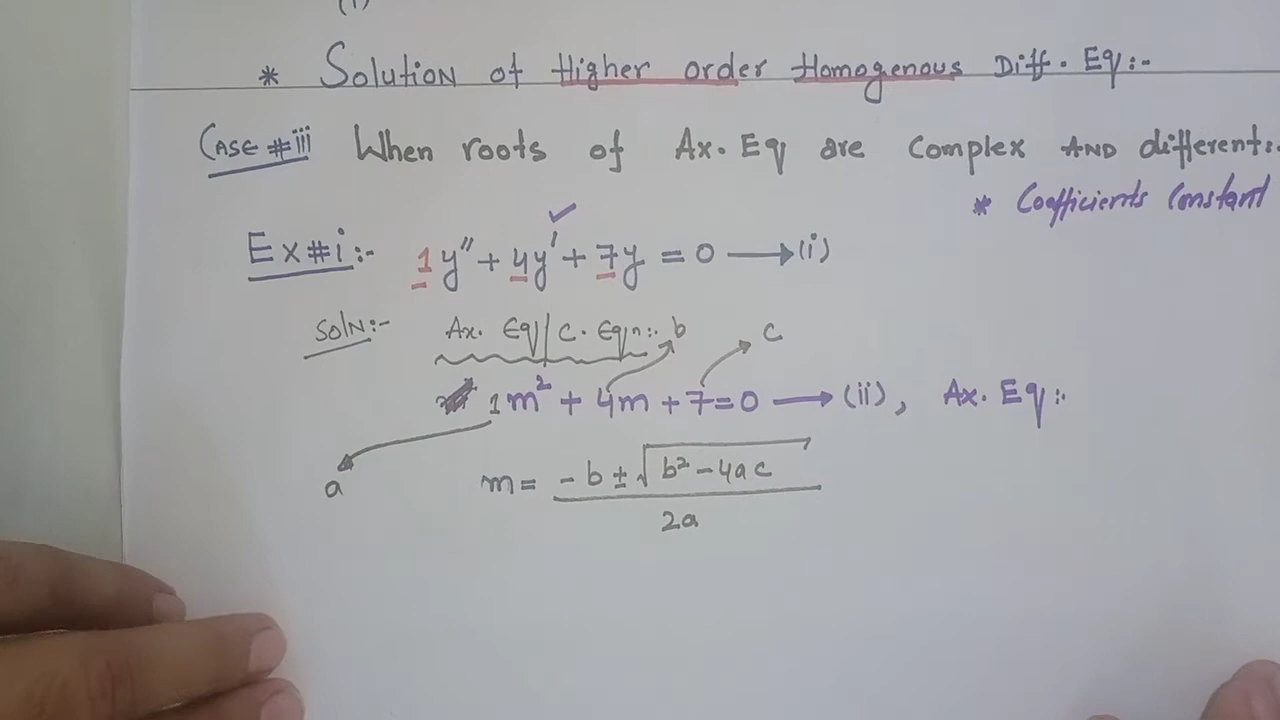 (i)
* Solution of Higher order Homogenous Diff. Eq:-
Case #iii When roots of Ax. Eq are Complex AND different:
* Coefficients Constant
Ex#i:- 1y'' + 4y' + 7y = 0 → (i)
Soln:- Ax. Eq/C. Eqn:- b c
1m² + 4m + 7 = 0 → (ii), Ax. Eq:
a m = -b ± √b² - 4ac
2a